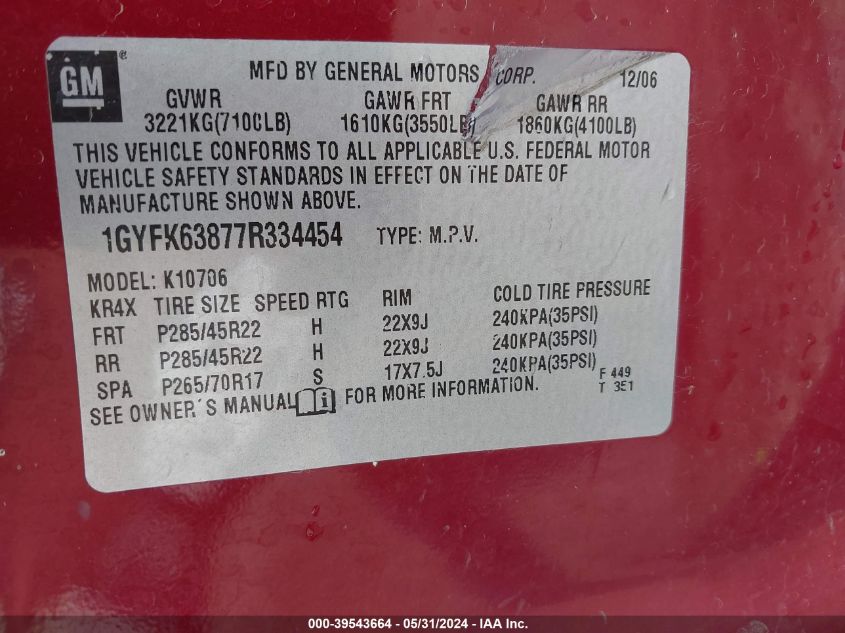 GM ®
MFD BY GENERAL MOTORS CORP. 12/06
GVWR GAWR FRT GAWR RR
3221KG(7100LB) 1610KG(3550LB) 1860KG(4100LB)
THIS VEHICLE CONFORMS TO ALL APPLICABLE U.S. FEDERAL MOTOR
VEHICLE SAFETY STANDARDS IN EFFECT ON THE DATE OF
MANUFACTURE SHOWN ABOVE.
1GYFK63877R334454 TYPE: M.P.V.
MODEL: K10706
KR4X TIRE SIZE SPEED RTG RIM COLD TIRE PRESSURE
FRT P285/45R22 H 22X9J 240KPA(35PSI)
RR P285/45R22 H 22X9J 240KPA(35PSI)
SPA P265/70R17 S 17X7.5J 240KPA(35PSI)
SEE OWNER'S MANUAL FOR MORE INFORMATION.
F 449
T 3E1
000-39543664 - 05/31/2024 - IAA Inc.